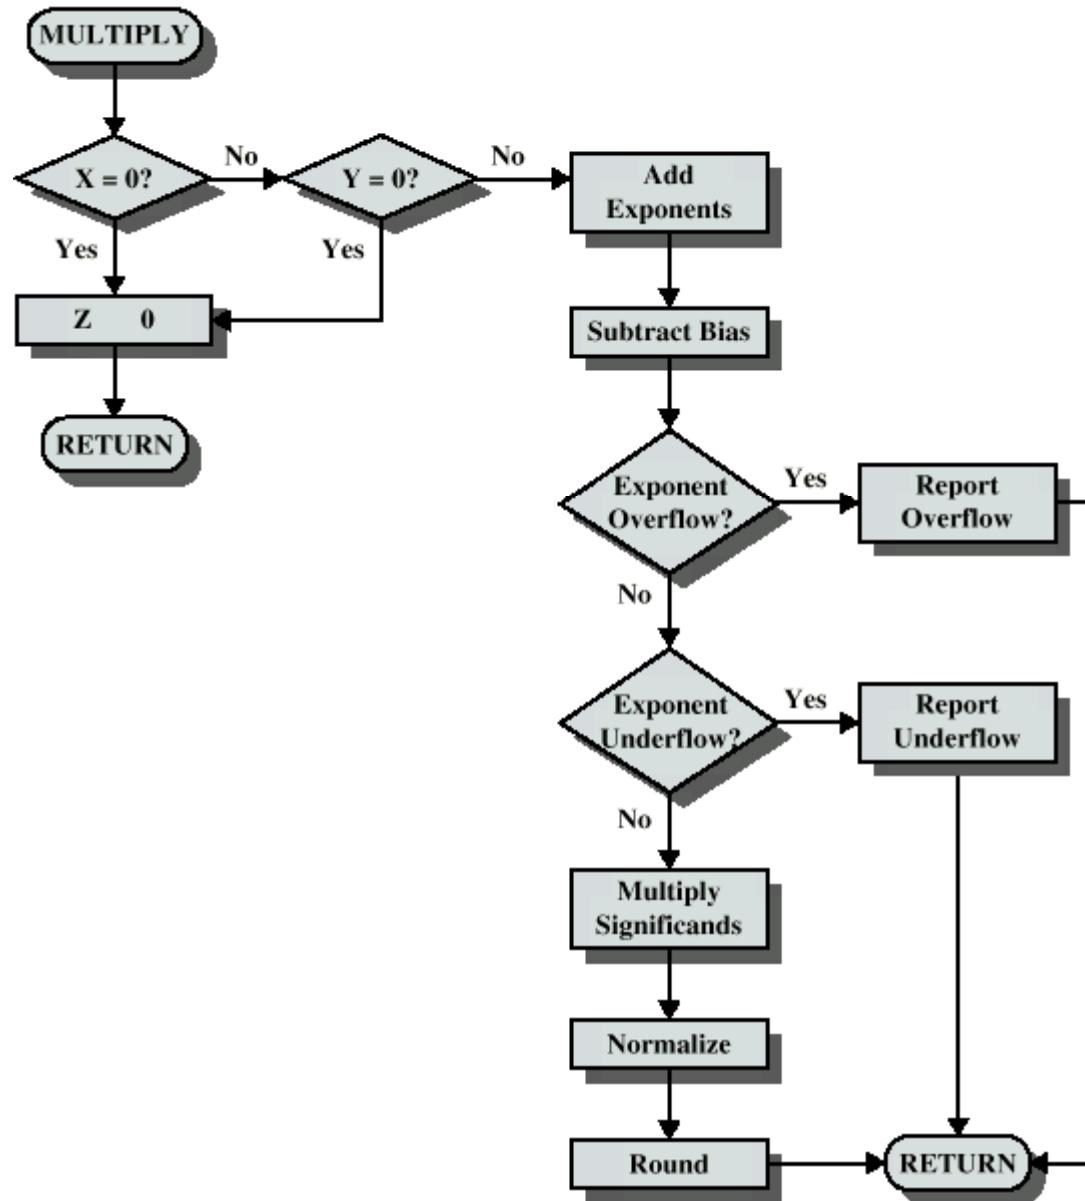 MULTIPLY
X = 0?
No
Y = 0?
No
Add
Exponents
Yes
Yes
Z 0
RETURN
Subtract Bias
Exponent
Overflow?
Yes
Report
Overflow
No
Exponent
Underflow?
Yes
Report
Underflow
No
Multiply
Significands
Normalize
Round
RETURN